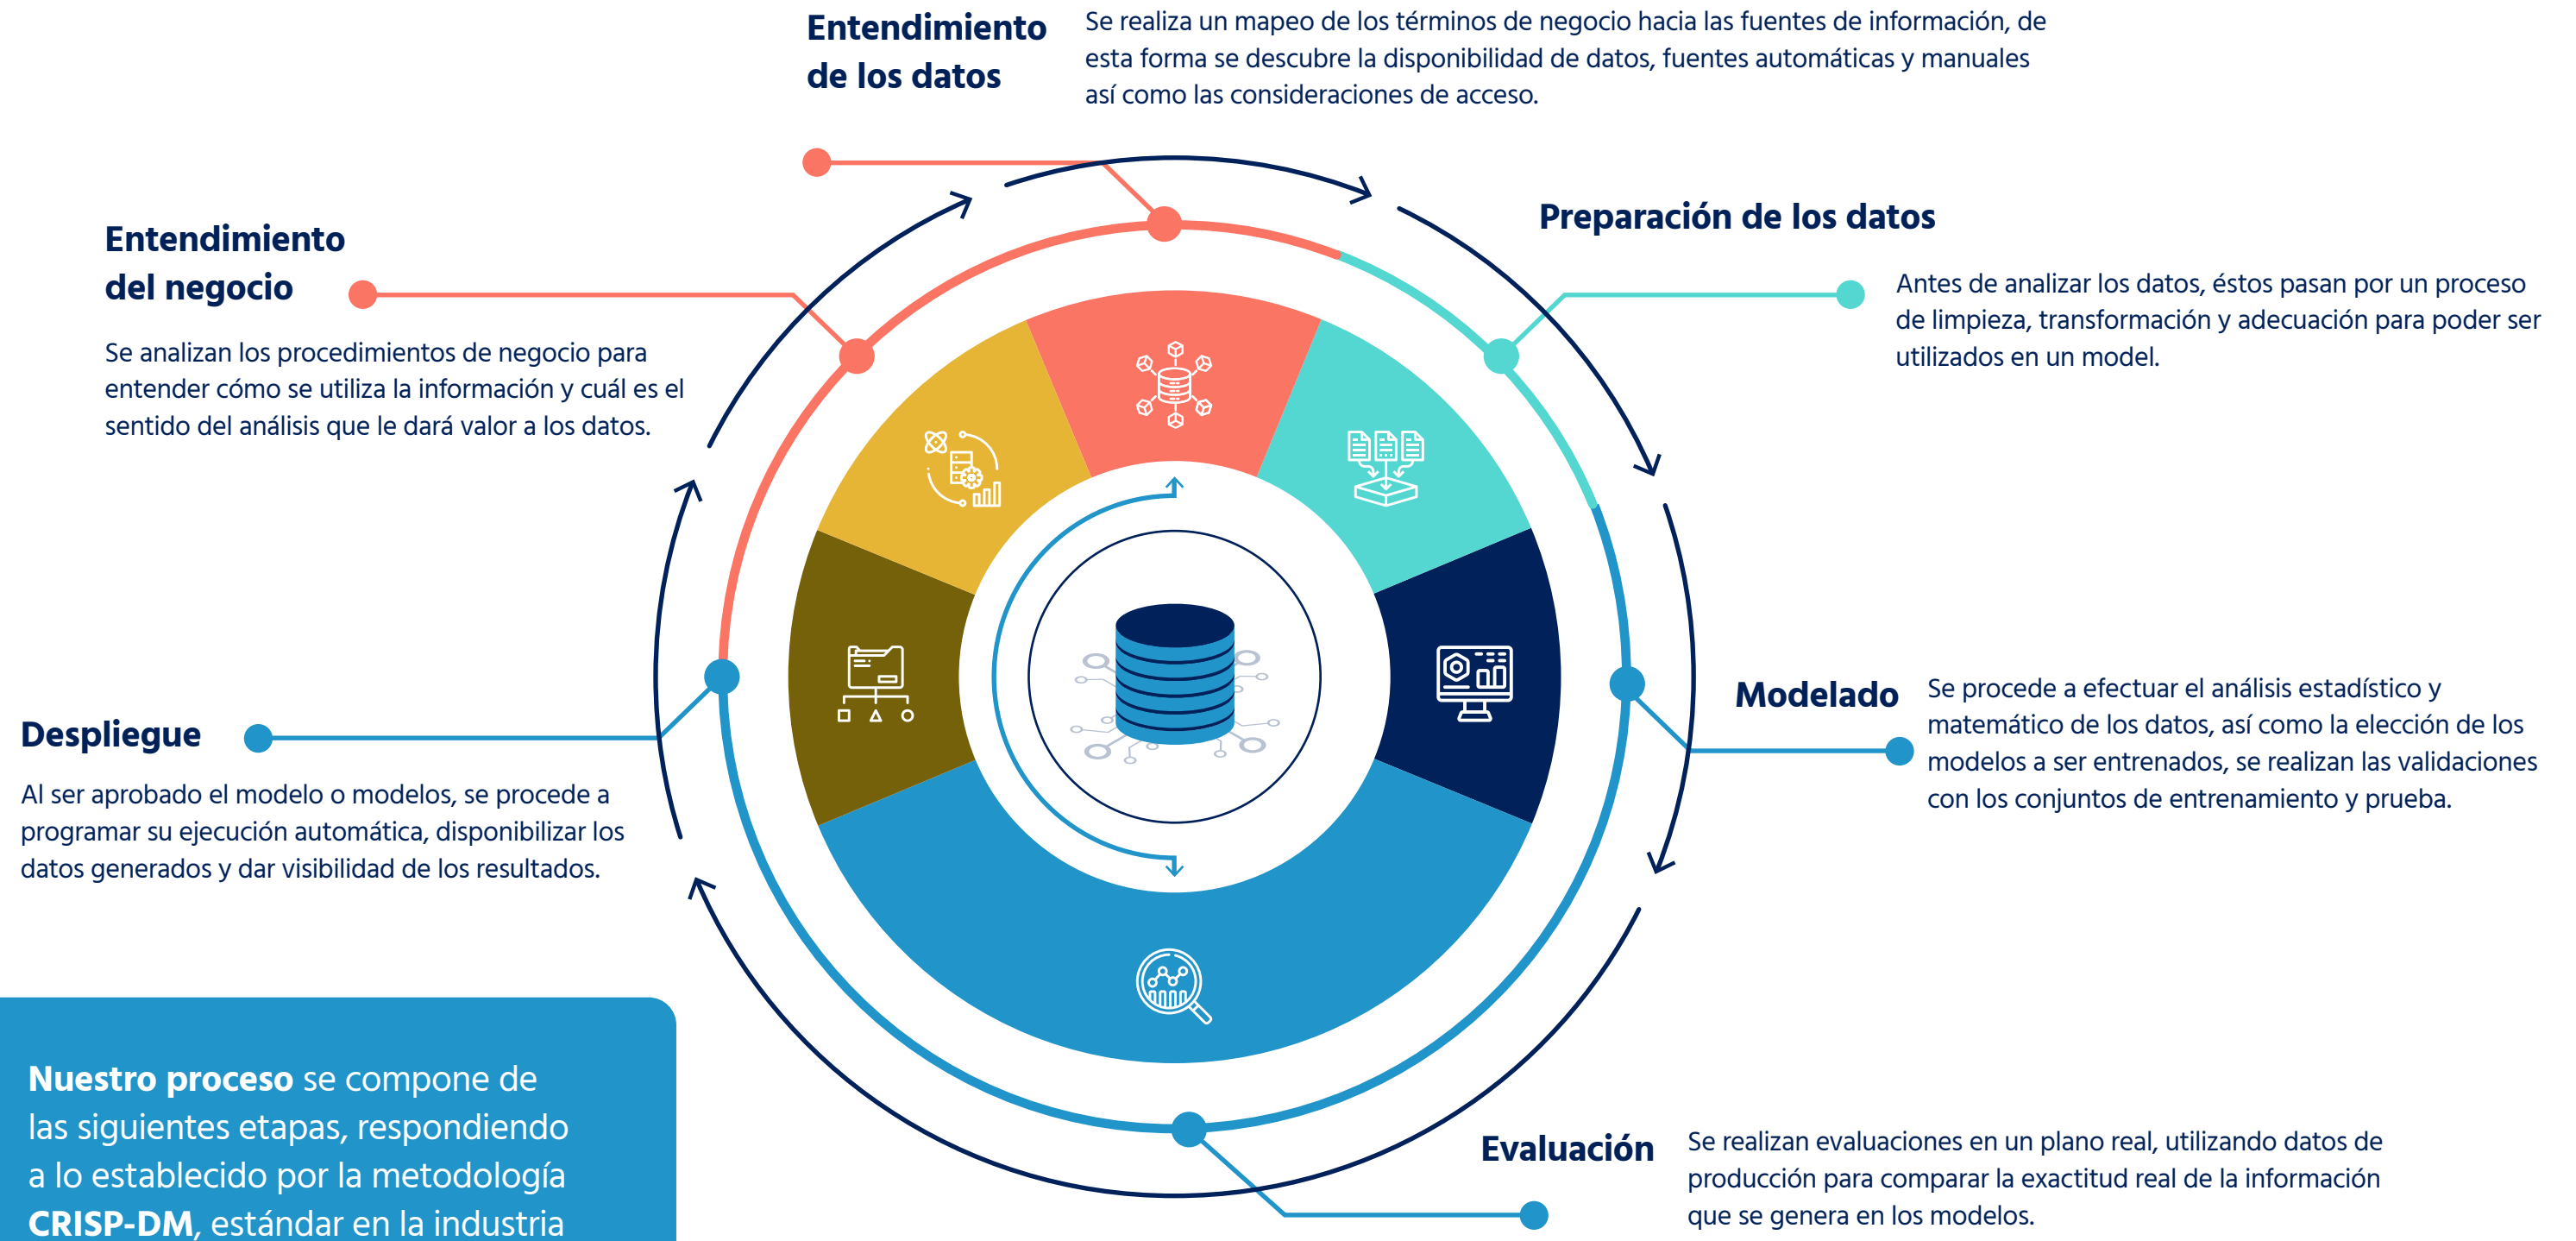 Entendimiento
de los datos
Se realiza un mapeo de los términos de negocio hacia las fuentes de información, de
esta forma se descubre la disponibilidad de datos, fuentes automáticas y manuales
así como las consideraciones de acceso.
Entendimiento
del negocio
Se analizan los procedimientos de negocio para
entender cómo se utiliza la información y cuál es el
sentido del análisis que le dará valor a los datos.
Preparación de los datos
Antes de analizar los datos, éstos pasan por un proceso
de limpieza, transformación y adecuación para poder ser
utilizados en un model.
Modelado
Se procede a efectuar el análisis estadístico y
matemático de los datos, así como la elección de los
modelos a ser entrenados, se realizan las validaciones
con los conjuntos de entrenamiento y prueba.
Despliegue
Al ser aprobado el modelo o modelos, se procede a
programar su ejecución automática, disponibilizar los
datos generados y dar visibilidad de los resultados.
Nuestro proceso se compone de
las siguientes etapas, respondiendo
a lo establecido por la metodología
CRISP-DM, estándar en la industria
Evaluación
Se realizan evaluaciones en un plano real, utilizando datos de
producción para comparar la exactitud real de la información
que se genera en los modelos.